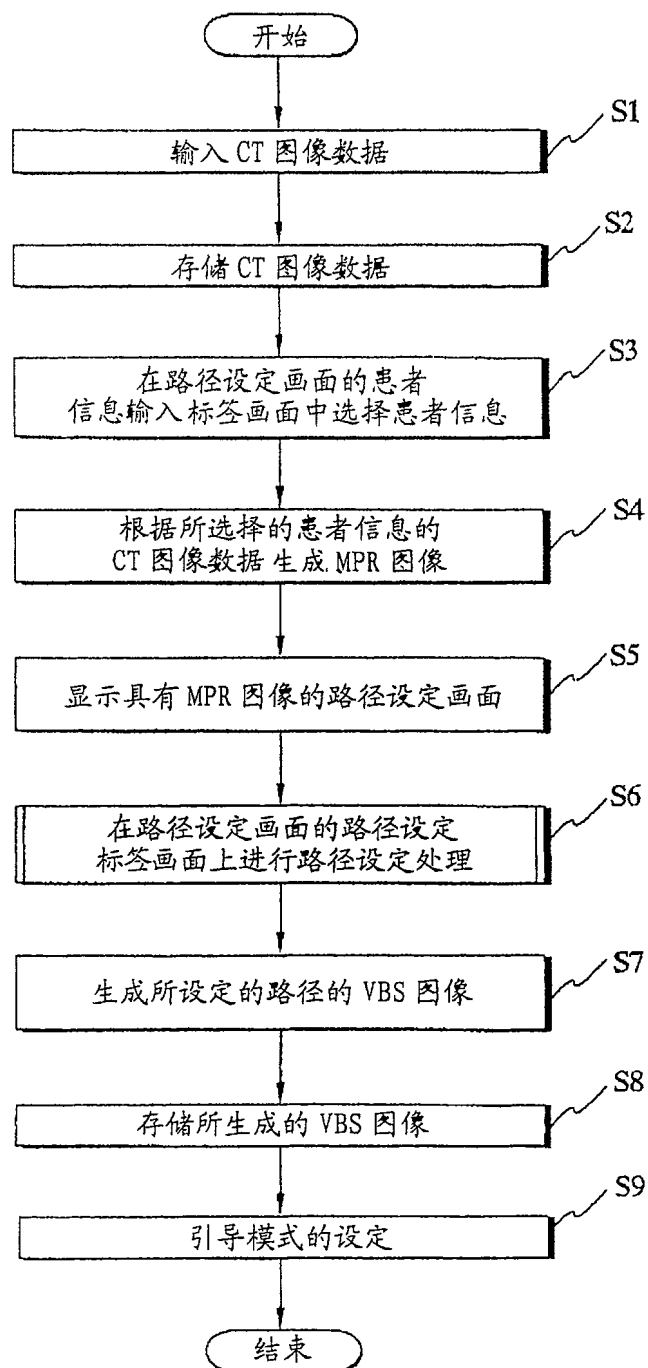 开始
S1
输入 CT 图像数据
S2
存储 CT 图像数据
S3
在路径设定画面的患者
信息输入标签画面中选择患者信息
S4
根据所选择的患者信息的
CT 图像数据生成 MPR 图像
S5
显示具有 MPR 图像的路径设定画面
S6
在路径设定画面的路径设定
标签画面上进行路径设定处理
S7
生成所设定的路径的 VBS 图像
S8
存储所生成的 VBS 图像
S9
引导模式的设定
结束